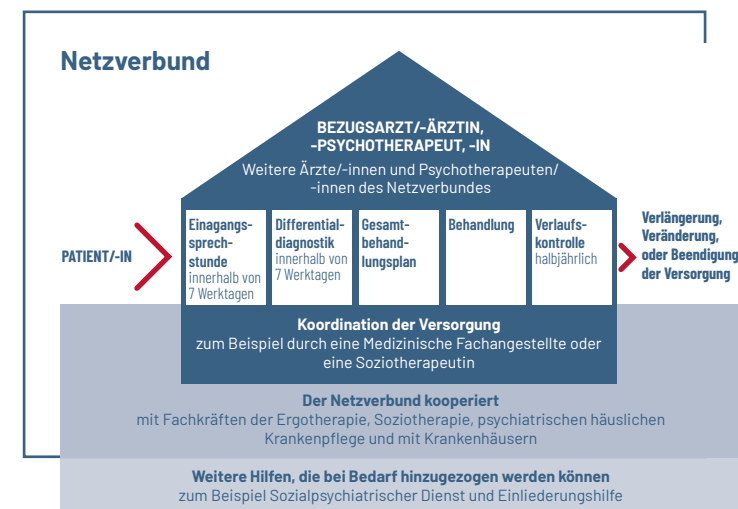 Netzverbund
BEZUGSARZT/-ÄRZTIN,
-PSYCHOTHERAPEUT, -IN
Weitere Ärzte/-innen und Psychotherapeuten/
-innen des Netzverbundes
PATIENT/-IN
Einagangs-
sprech-
stunde
innerhalb von
7 Werktagen
Differential-
diagnostik
innerhalb von
7 Werktagen
Gesamt-
behand-
lungsplan
Behandlung
Verlaufs-
kontrolle
halbjährlich
Verlängerung,
Veränderung,
oder Beendigung
der Versorgung
Koordination der Versorgung
zum Beispiel durch eine Medizinische Fachangestellte oder
eine Soziotherapeutin
Der Netzverbund kooperiert
mit Fachkräften der Ergotherapie, Soziotherapie, psychiatrischen häuslichen
Krankenpflege und mit Krankenhäusern
Weitere Hilfen, die bei Bedarf hinzugezogen werden können
zum Beispiel Sozialpsychiatrischer Dienst und Einliederungshilfe